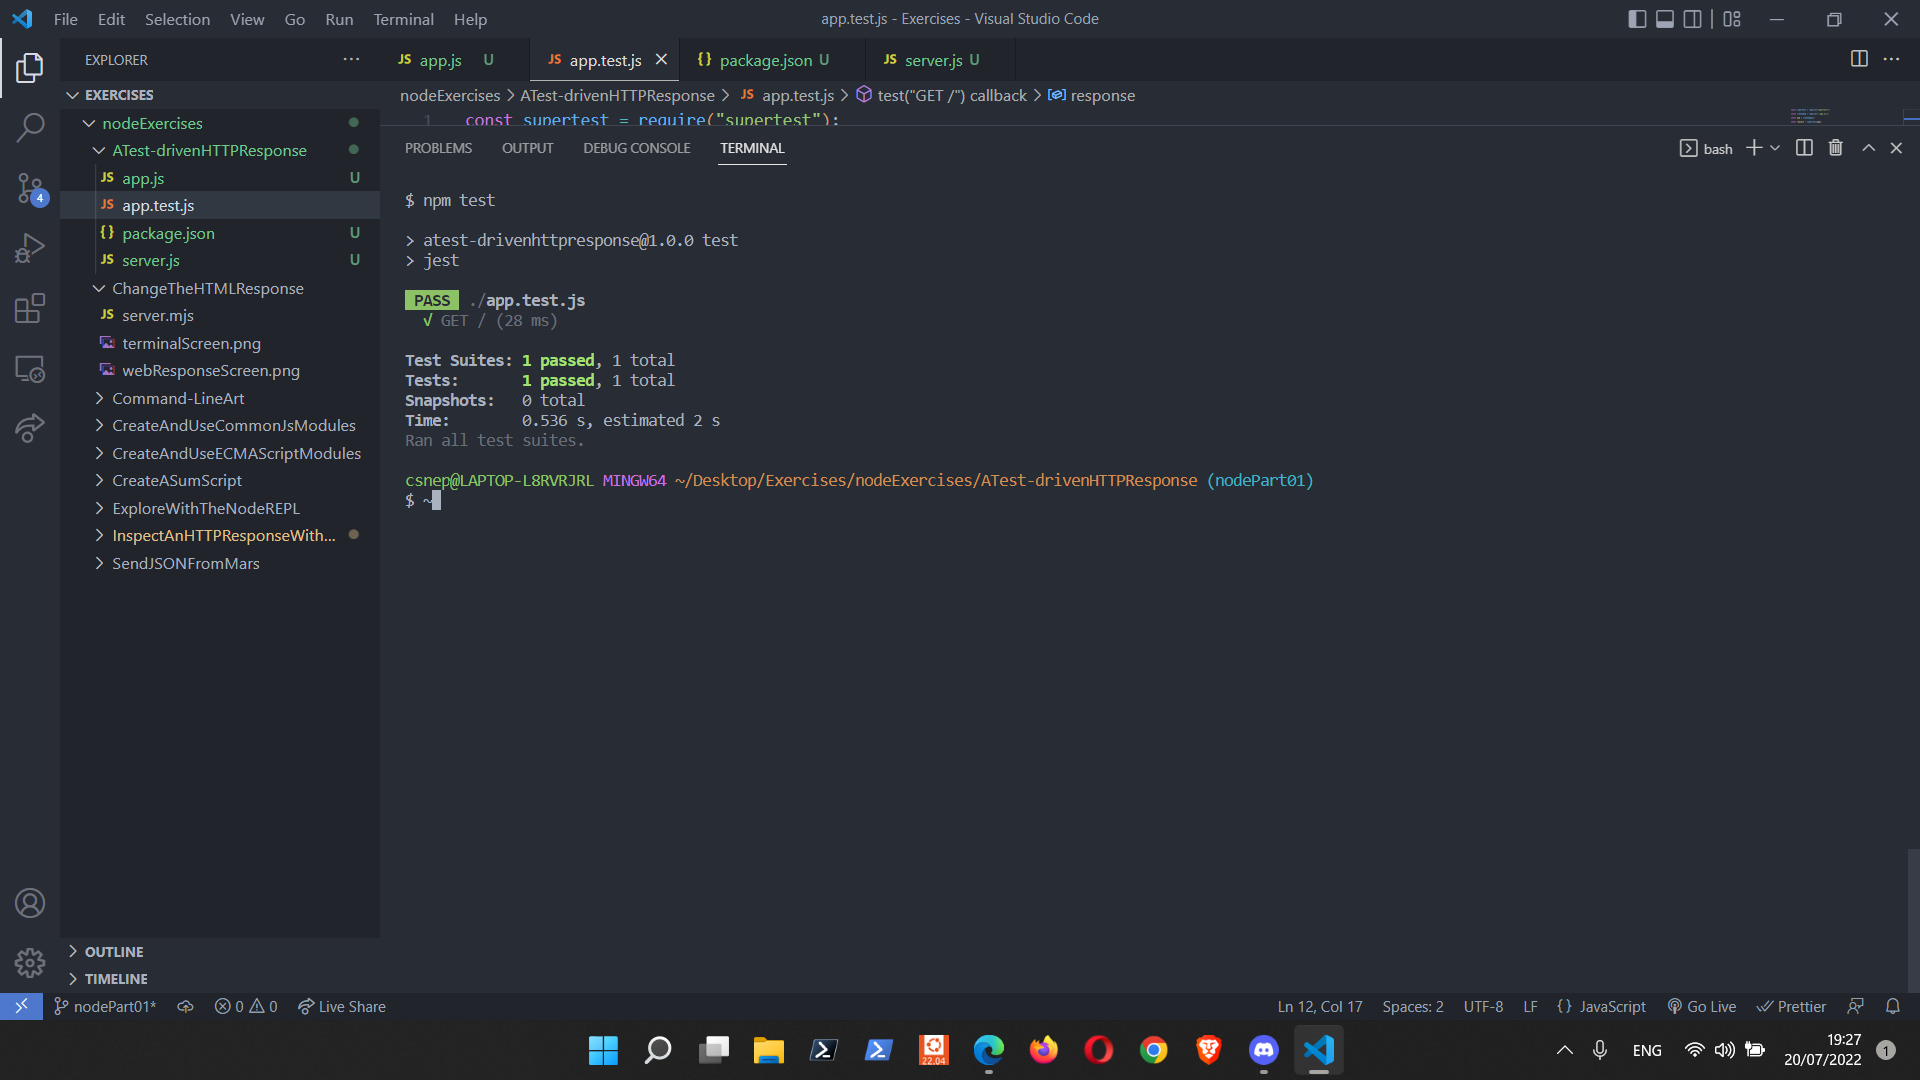 File Edit Selection View Go Run Terminal Help
app.test.js - Exercises - Visual Studio Code
EXPLORER
JS app.js U
JS app.test.js
{} package.json U
JS server.js U
EXERCISES
nodeExercises > ATest-drivenHTTPResponse > JS app.test.js > test("GET /") callback > response
1 const supertest = require("supertest");
nodeExercises
ATest-drivenHTTPResponse
JS app.js U
JS app.test.js
{} package.json U
JS server.js U
ChangeTheHTMLResponse
JS server.mjs
terminalScreen.png
webResponseScreen.png
Command-LineArt
CreateAndUseCommonJsModules
CreateAndUseECMAScriptModules
CreateASumScript
ExploreWithTheNodeREPL
InspectAnHTTPResponseWith...
SendJSONFromMars
4
OUTLINE
TIMELINE
PROBLEMS OUTPUT DEBUG CONSOLE TERMINAL
bash
$ npm test
> atest-drivenhttpresponse@1.0.0 test
> jest
PASS ./app.test.js
√ GET / (28 ms)
Test Suites: 1 passed, 1 total
Tests: 1 passed, 1 total
Snapshots: 0 total
Time: 0.536 s, estimated 2 s
Ran all test suites.
csnep@LAPTOP-L8RVRJRL MINGW64 ~/Desktop/Exercises/nodeExercises/ATest-drivenHTTPResponse (nodePart01)
$ ~
nodePart01* 0 0 Live Share
Ln 12, Col 17 Spaces: 2 UTF-8 LF {} JavaScript Go Live Prettier
22.04
ENG
19:27
20/07/2022
1